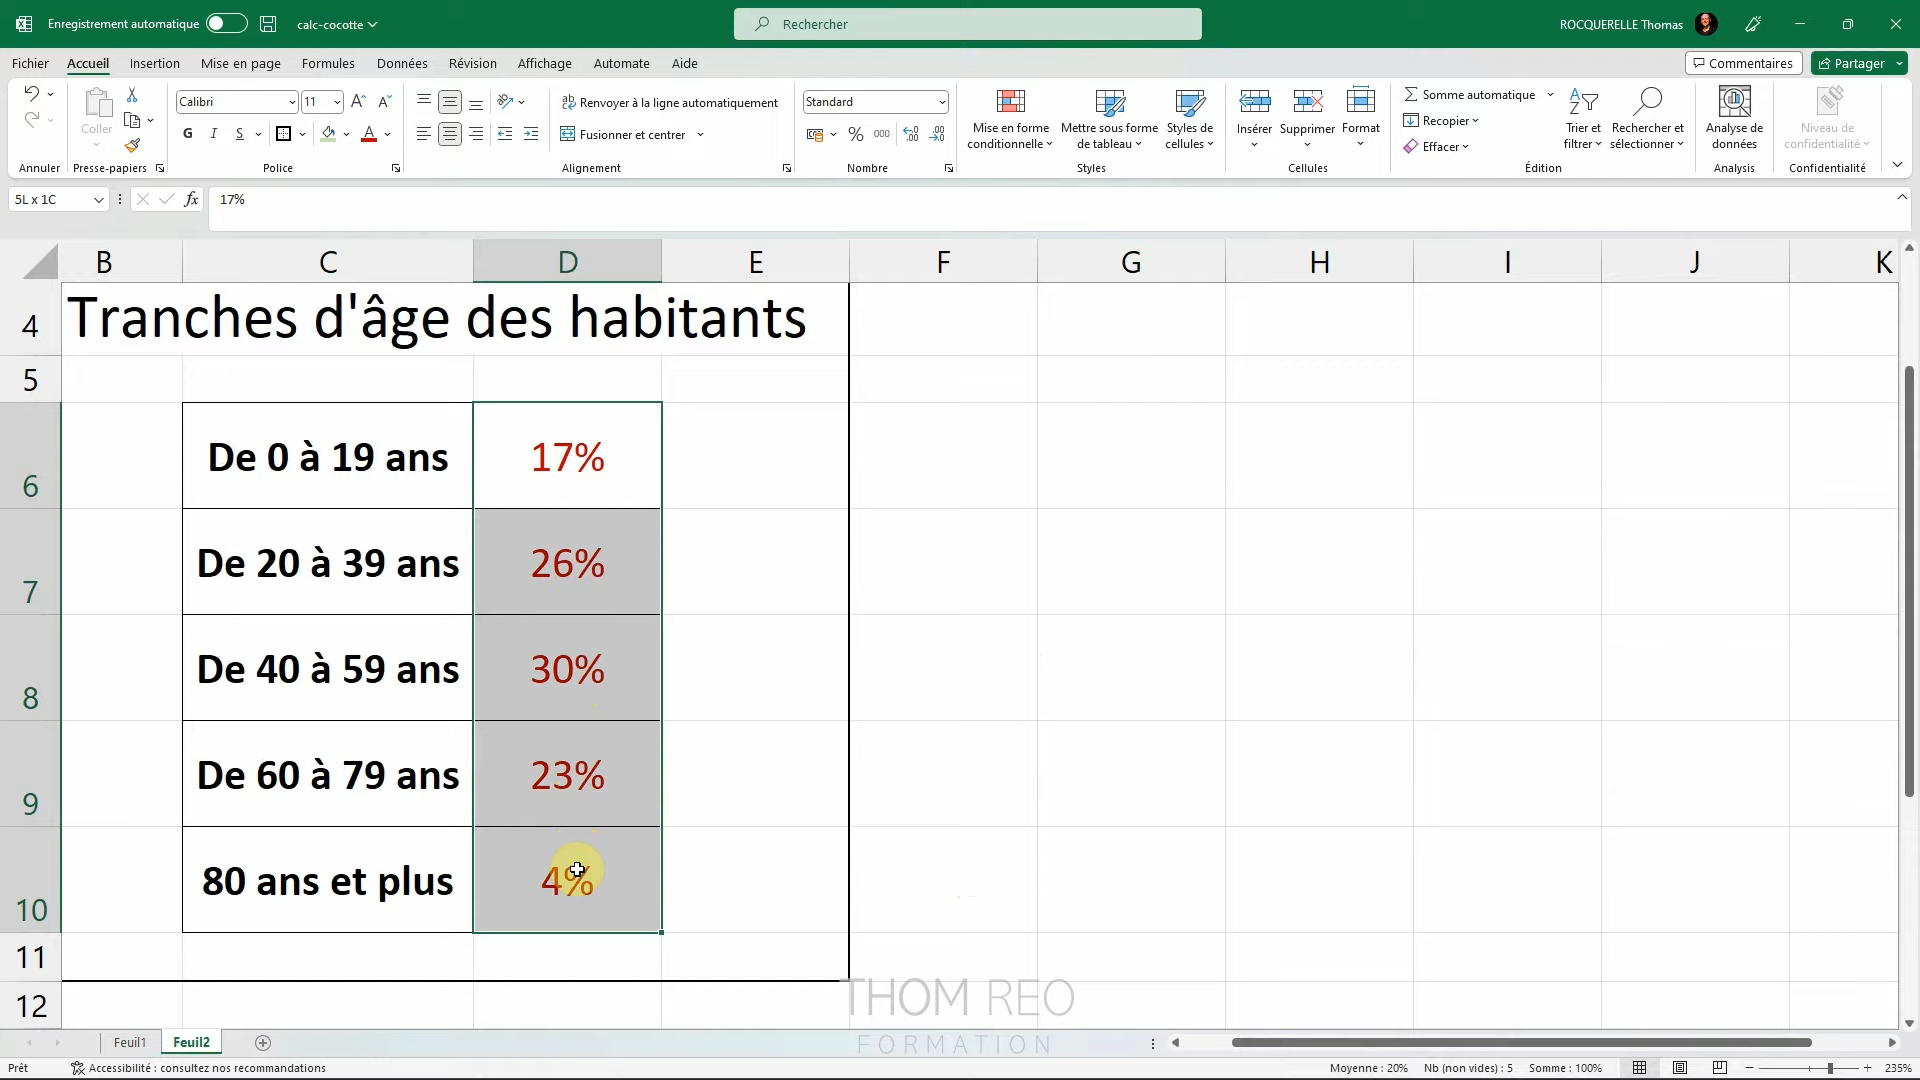 Enregistrement automatique
calc-cocotte
Rechercher
ROCQUERELLE Thomas
Fichier Accueil Insertion Mise en page Formules Données Révision Affichage Automate Aide
Commentaires Partager
Coller
Calibri 11
G I S
Renvoyer à la ligne automatiquement
Fusionner et centrer
Standard
% 000
Mise en forme conditionnelle
Mettre sous forme de tableau
Styles de cellules
Insérer Supprimer Format
Somme automatique
Recopier
Effacer
Trier et filtrer
Rechercher et sélectionner
Analyse de données
Niveau de confidentialité
Annuler Presse-papiers Police Alignement Nombre Styles Cellules Édition Analysis Confidentialité
5L x 1C fx 17%
B C D E F G H I J K
4 Tranches d'âge des habitants
5
6 De 0 à 19 ans 17%
7 De 20 à 39 ans 26%
8 De 40 à 59 ans 30%
9 De 60 à 79 ans 23%
10 80 ans et plus 4%
11
12
THOM REO
FORMATION
Feuil1 Feuil2
Prêt Accessibilité : consultez nos recommandations Moyenne : 20% Nb (non vides) : 5 Somme : 100% 235%